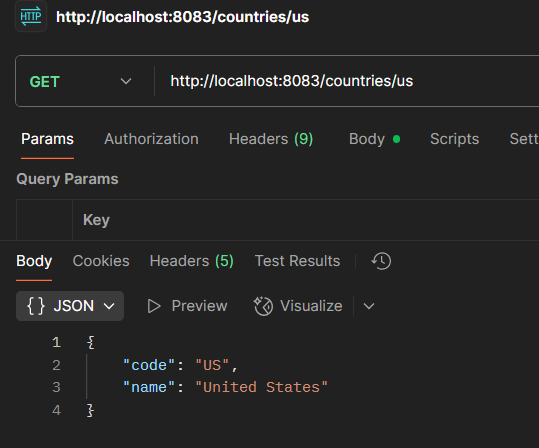 HTTP http://localhost:8083/countries/us
GET http://localhost:8083/countries/us
Params Authorization Headers (9) Body Scripts Sett
Query Params
Key
Body Cookies Headers (5) Test Results
{} JSON Preview Visualize
1 {
2 "code": "US",
3 "name": "United States"
4 }